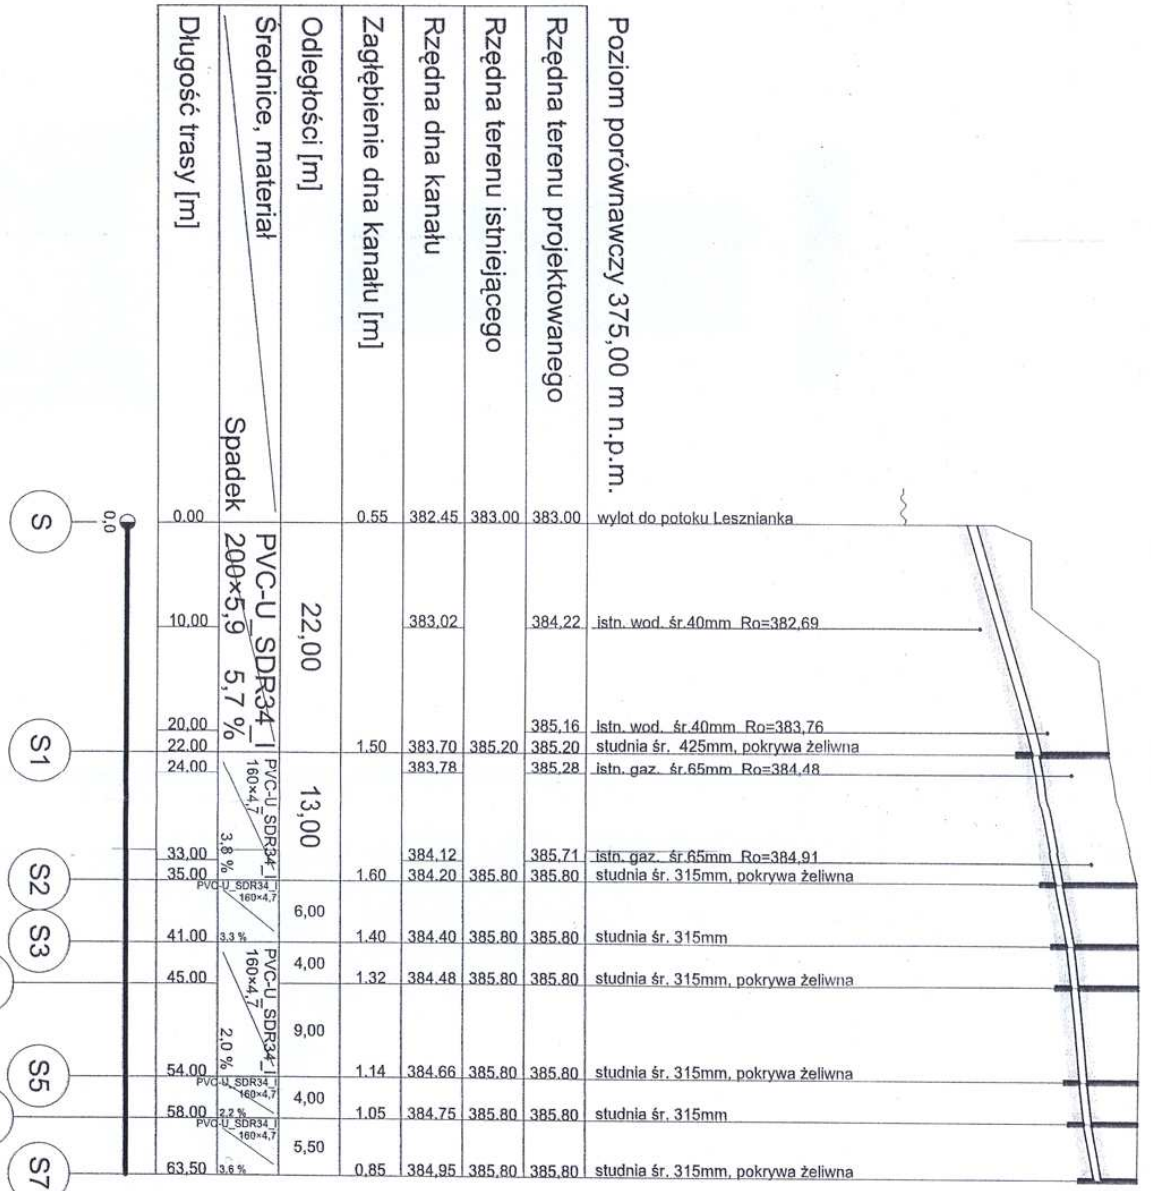 Poziom porównawczy 375,00 m n.p.m.
Rzędna terenu projektowanego
Rzędna terenu istniejącego
Rzędna dna kanału
Zagłębienie dna kanału [m]
Odległości [m]
Średnice, materiał
Spadek
Długość trasy [m]
0.00 0.55 382.45 383.00 383.00 wylot do potoku Lesznianka
10,00 383,02 384,22 istn. wod. śr.40mm Ro=382,69
20,00 385,16 istn. wod. śr.40mm Ro=383,76
22.00 1.50 383.70 385.20 385.20 studnia śr. 425mm, pokrywa żeliwna
24.00 383,78 385,28 istn. gaz. śr.65mm Ro=384,48
33,00 384,12 385,71 istn. gaz. śr.65mm Ro=384,91
35.00 1.60 384.20 385.80 385.80 studnia śr. 315mm, pokrywa żeliwna
41.00 1.40 384.40 385.80 385.80 studnia śr. 315mm
45.00 1.32 384.48 385.80 385.80 studnia śr. 315mm, pokrywa żeliwna
54.00 1.14 384.66 385.80 385.80 studnia śr. 315mm, pokrywa żeliwna
58.00 1.05 384.75 385.80 385.80 studnia śr. 315mm
63,50 0,85 384,95 385,80 385,80 studnia śr. 315mm, pokrywa żeliwna
22,00
13,00
6,00
4,00
9,00
4,00
5,50
PVC-U_SDR34_I
200×5,9 5,7 %
PVC-U_SDR34_I
160×4,7
3,8 %
PVC-U_SDR34_I
160×4,7
3.3 %
PVC-U_SDR34_I
160×4,7
2,0 %
PVC-U_SDR34_I
160×4,7
2.2 %
PVC-U_SDR34_I
160×4,7
3.6 %
0,0
S
S1
S2
S3
S5
S7